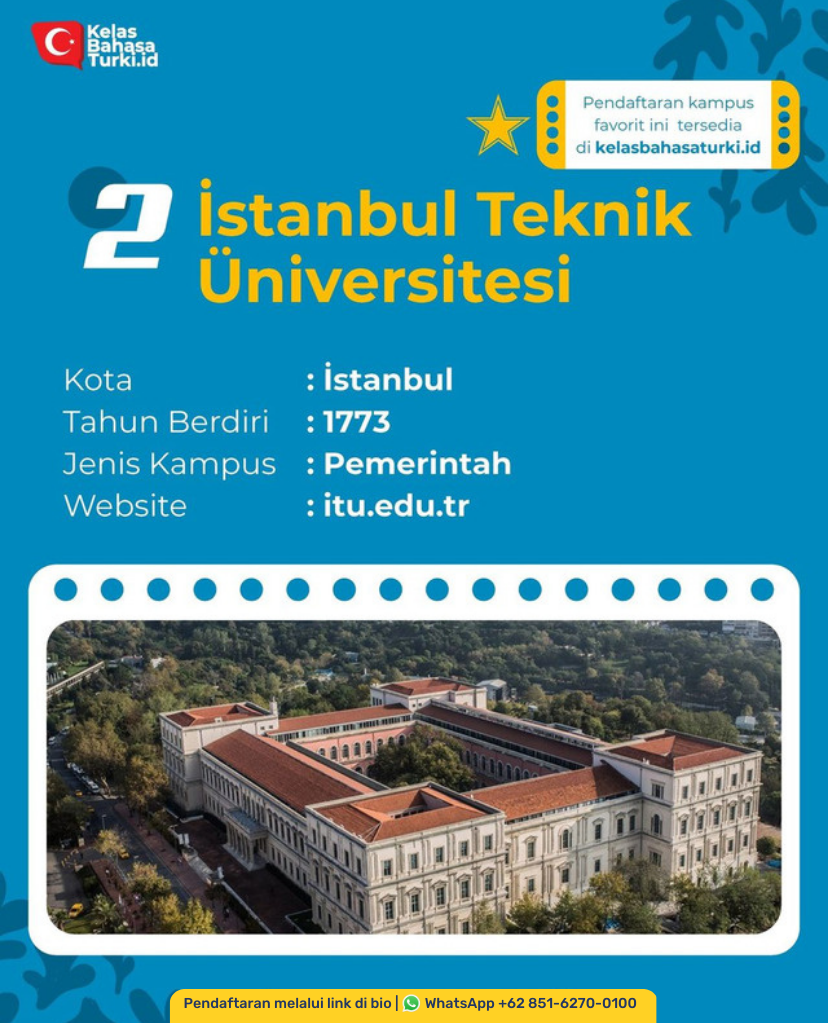 Kelas
Bahasa
Turki.id
Pendaftaran kampus
favorit ini tersedia
di kelasbahasaturki.id
2
İstanbul Teknik
Üniversitesi
Kota : İstanbul
Tahun Berdiri : 1773
Jenis Kampus : Pemerintah
Website : itu.edu.tr
Pendaftaran melalui link di bio | WhatsApp +62 851-6270-0100